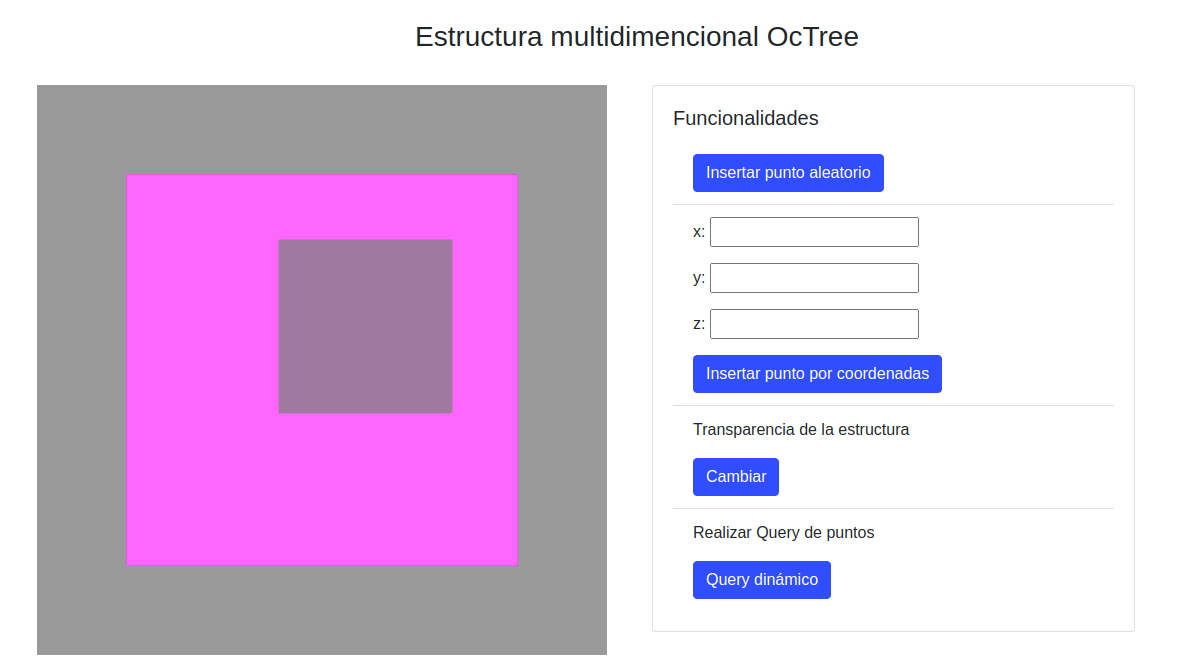 Estructura multidimencional OcTree
Funcionalidades
Insertar punto aleatorio
x:
y:
z:
Insertar punto por coordenadas
Transparencia de la estructura
Cambiar
Realizar Query de puntos
Query dinámico